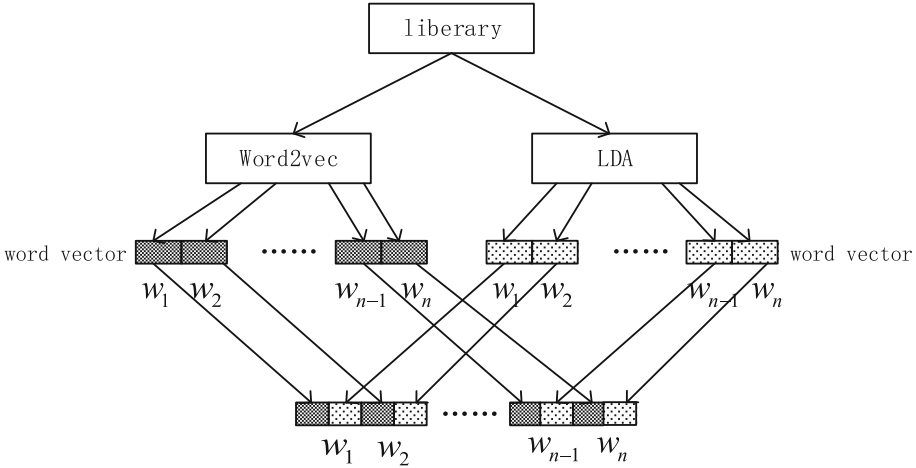 liberary
Word2vec LDA
word vector ...... ...... word vector
w1 w2 wn−1 wn w1 w2 wn−1 wn
......
w1 w2 wn−1 wn